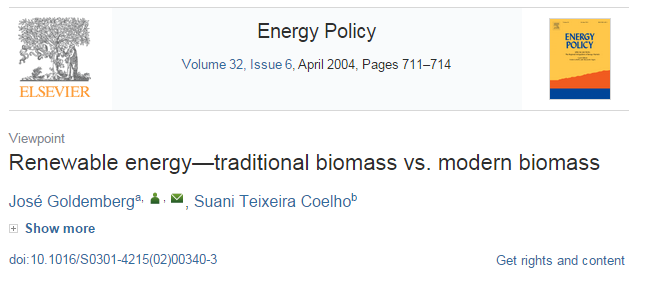 Energy Policy
Volume 32, Issue 6, April 2004, Pages 711–714
ELSEVIER
ENERGY
POLICY
Viewpoint
Renewable energy—traditional biomass vs. modern biomass
José Goldemberga, , , Suani Teixeira Coelhob
Show more
doi:10.1016/S0301-4215(02)00340-3
Get rights and content